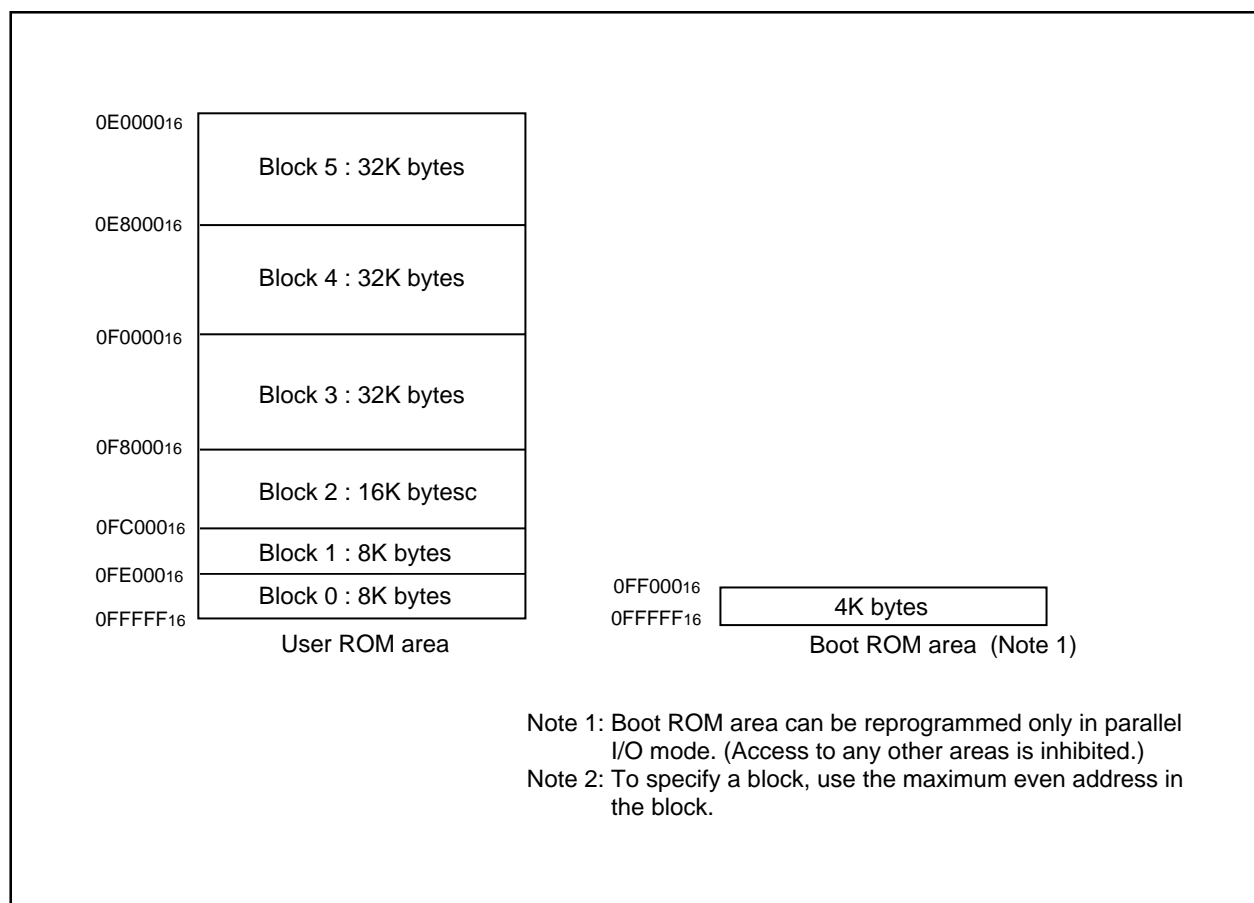 0E000016
Block 5 : 32K bytes
0E800016
Block 4 : 32K bytes
0F000016
Block 3 : 32K bytes
0F800016
Block 2 : 16K bytesc
0FC00016
Block 1 : 8K bytes
0FE00016
Block 0 : 8K bytes
0FFFFF16
User ROM area
0FF00016
4K bytes
0FFFFF16
Boot ROM area (Note 1)
Note 1: Boot ROM area can be reprogrammed only in parallel
I/O mode. (Access to any other areas is inhibited.)
Note 2: To specify a block, use the maximum even address in
the block.